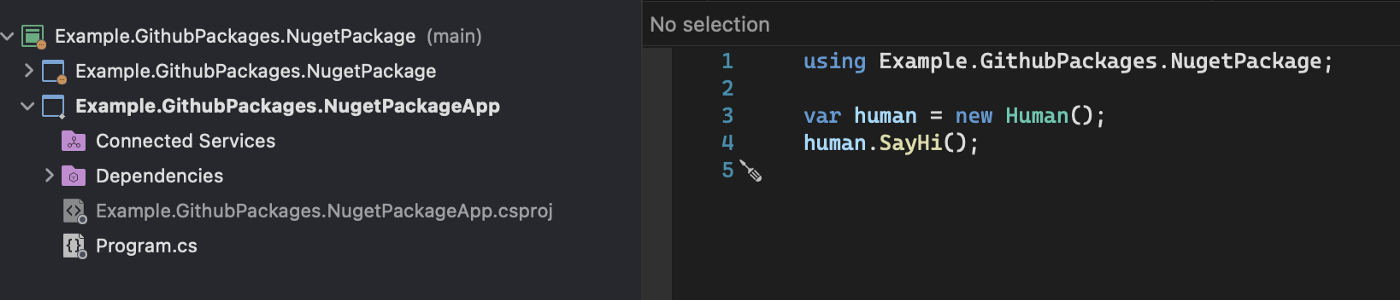 Example.GithubPackages.NugetPackage (main)
Example.GithubPackages.NugetPackage
Example.GithubPackages.NugetPackageApp
Connected Services
Dependencies
Example.GithubPackages.NugetPackageApp.csproj
Program.cs
No selection
1 using Example.GithubPackages.NugetPackage;
2
3 var human = new Human();
4 human.SayHi();
5